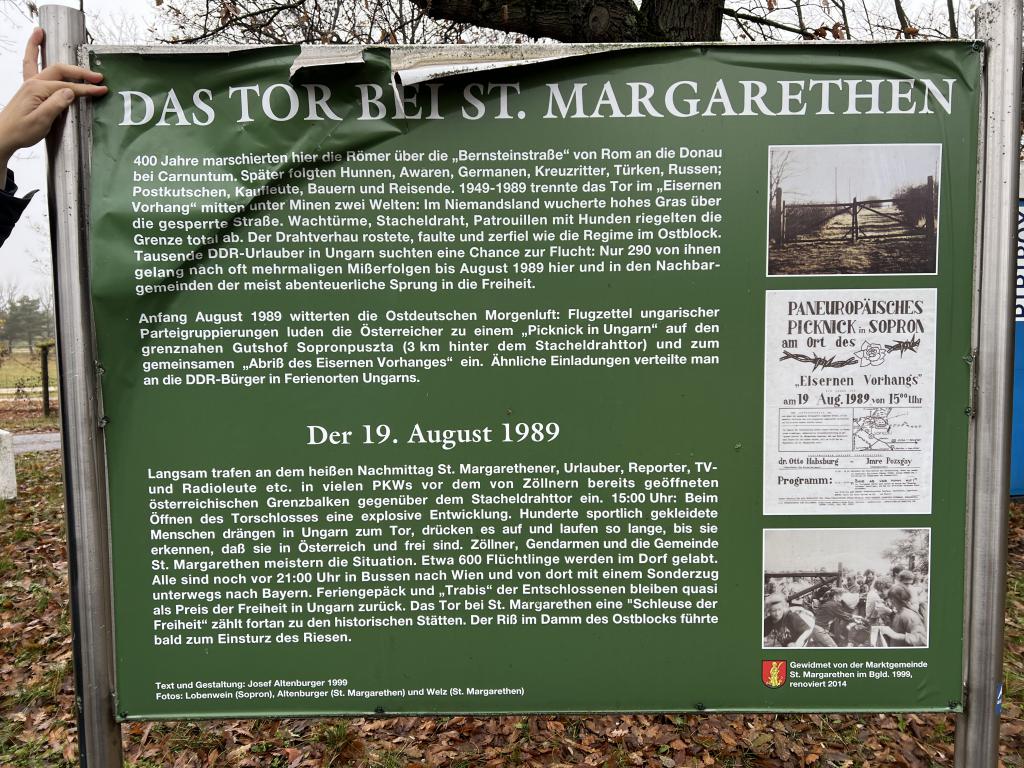 DAS TOR BEI ST. MARGARETHEN
400 Jahre marschierten hier die Römer über die „Bernsteinstraße“ von Rom an die Donau
bei Carnuntum. Später folgten Hunnen, Awaren, Germanen, Kreuzritter, Türken, Russen;
Postkutschen, Kaufleute, Bauern und Reisende. 1949-1989 trennte das Tor im „Eisernen
Vorhang“ mitten unter Minen zwei Welten: Im Niemandsland wucherte hohes Gras über
die gesperrte Straße. Wachtürme, Stacheldraht, Patrouillen mit Hunden riegelten die
Grenze total ab. Der Drahtverhau rostete, faulte und zerfiel wie die Regime im Ostblock.
Tausende DDR-Urlauber in Ungarn suchten eine Chance zur Flucht: Nur 290 von ihnen
gelang nach oft mehrmaligen Mißerfolgen bis August 1989 hier und in den Nachbar-
gemeinden der meist abenteuerliche Sprung in die Freiheit.
Anfang August 1989 witterten die Ostdeutschen Morgenluft: Flugzettel ungarischer
Parteigruppierungen luden die Österreicher zu einem „Picknick in Ungarn“ auf den
grenznahen Gutshof Sopronpuszta (3 km hinter dem Stacheldrahttor) und zum
gemeinsamen „Abriß des Eisernen Vorhanges“ ein. Ähnliche Einladungen verteilte man
an die DDR-Bürger in Ferienorten Ungarns.
Der 19. August 1989
Langsam trafen an dem heißen Nachmittag St. Margarethener, Urlauber, Reporter, TV-
und Radioleute etc. in vielen PKWs vor dem von Zöllnern bereits geöffneten
österreichischen Grenzbalken gegenüber dem Stacheldrahttor ein. 15:00 Uhr: Beim
Öffnen des Torschlosses eine explosive Entwicklung. Hunderte sportlich gekleidete
Menschen drängen in Ungarn zum Tor, drücken es auf und laufen so lange, bis sie
erkennen, daß sie in Österreich und frei sind. Zöllner, Gendarmen und die Gemeinde
St. Margarethen meistern die Situation. Etwa 600 Flüchtlinge werden im Dorf gelabt.
Alle sind noch vor 21:00 Uhr in Bussen nach Wien und von dort mit einem Sonderzug
unterwegs nach Bayern. Feriengepäck und „Trabis“ der Entschlossenen bleiben quasi
als Preis der Freiheit in Ungarn zurück. Das Tor bei St. Margarethen eine "Schleuse der
Freiheit“ zählt fortan zu den historischen Stätten. Der Riß im Damm des Ostblocks führte
bald zum Einsturz des Riesen.
Text und Gestaltung: Josef Altenburger 1999
Fotos: Lobenwein (Sopron), Altenburger (St. Margarethen) und Welz (St. Margarethen)
PANEUROPÄISCHES
PICKNICK in SOPRON
am Ort des
„Eisernen Vorhangs"
am 19 Aug. 1989 von 15⁰⁰ Uhr
dr. Otto Habsburg Imre Pozsgay
Programm:
Gewidmet von der Marktgemeinde
St. Margarethen im Bgld. 1999,
renoviert 2014